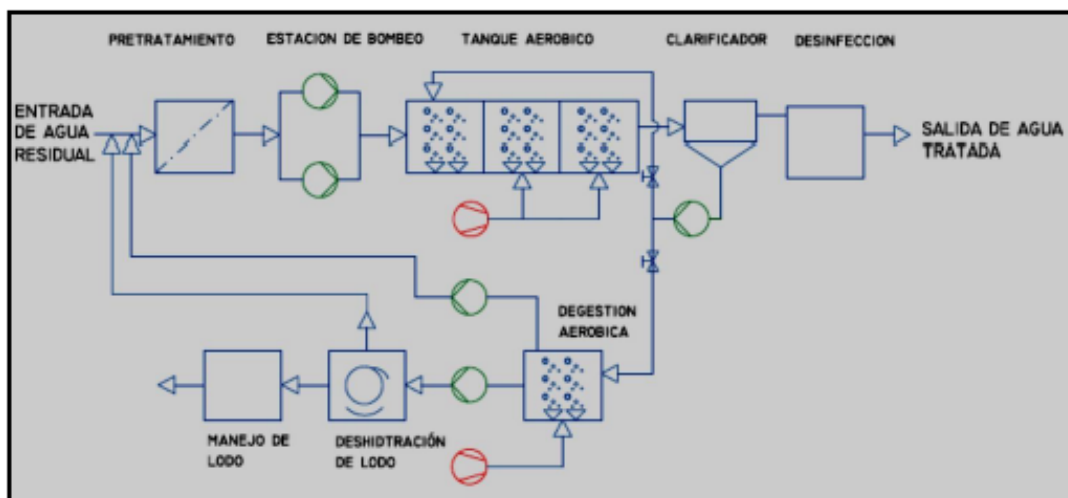 PRETRATAMIENTO
ESTACION DE BOMBEO
TANQUE AEROBICO
CLARIFICADOR
DESINFECCION
ENTRADA
DE AGUA
RESIDUAL
SALIDA DE AGUA
TRATADA
DEGESTION
AEROBICA
MANEJO DE
LODO
DESHIDTRACIÓN
DE LODO